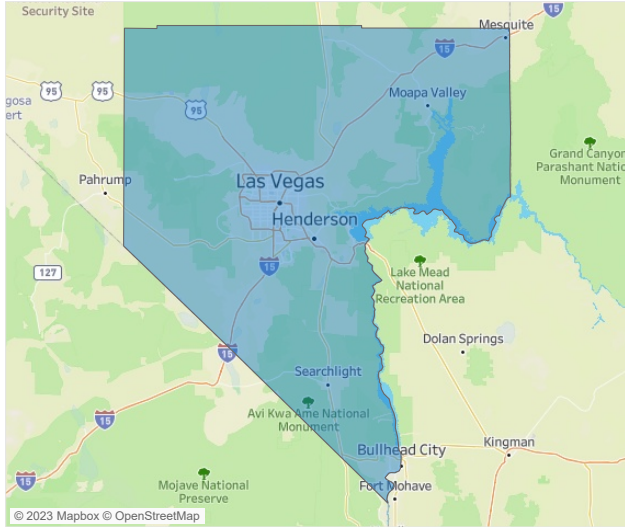 Security Site
Mesquite
15
15
95
95
95
gosa
ert
Moapa Valley
Grand Canyon
Parashant Natio
Monument
Pahrump
Las Vegas
Henderson
127
15
Lake Mead
National
Recreation Area
15
Dolan Springs
Searchlight
Avi Kwa Ame National
Monument
15
Bullhead City
Kingman
15
Mojave National
Preserve
Fort Mohave
© 2023 Mapbox © OpenStreetMap